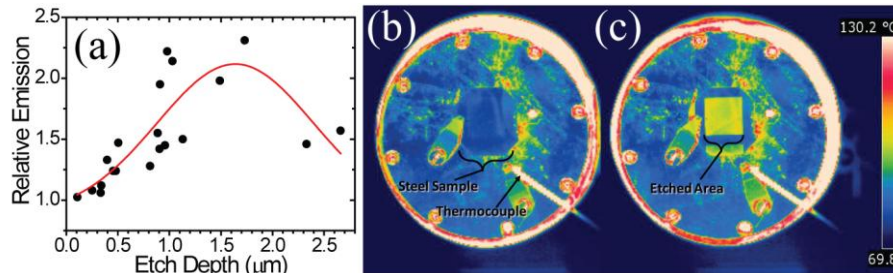 (a)
Relative Emission
2.5
2.0
1.5
1.0
0.0 0.5 1.0 1.5 2.0 2.5
Etch Depth (μm)
(b)
Steel Sample
Thermocouple
(c)
Etched Area
130.2 °C
69.8